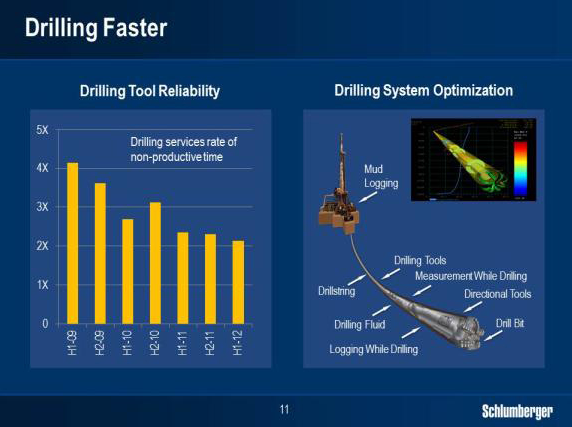 Drilling Faster
Drilling Tool Reliability
5X
4X
3X
2X
1X
0
Drilling services rate of
non-productive time
H1-09
H2-09
H1-10
H2-10
H1-11
H2-11
H1-12
Drilling System Optimization
Mud
Logging
Drilling Tools
Measurement While Drilling
Drillstring
Directional Tools
Drilling Fluid
Drill Bit
Logging While Drilling
11
Schlumberger